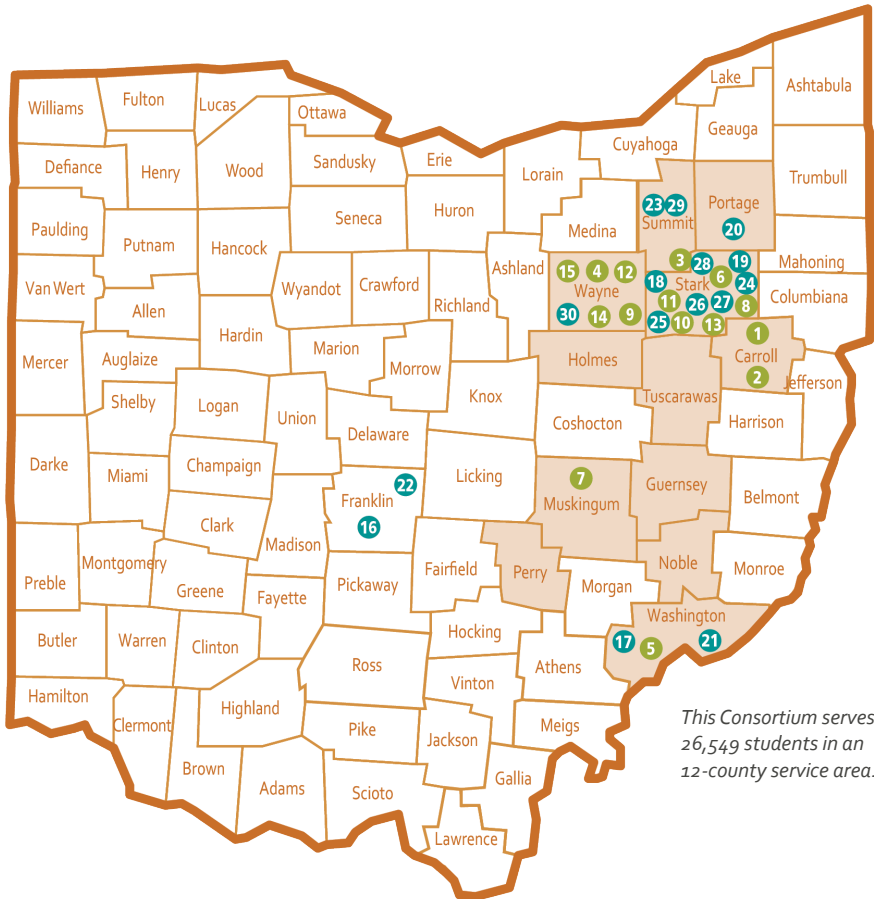 Lake
Ashtabula
Williams
Fulton
Lucas
Ottawa
Geauga
Cuyahoga
Defiance
Henry
Wood
Sandusky
Erie
Lorain
Trumbull
23 29
Summit
Portage
20
Paulding
Putnam
Hancock
Seneca
Huron
Medina
Ashland
Mahoning
Van Wert
Allen
Wyandot
Crawford
Richland
15 4 12
Wayne
30 14 9
3 28 19
18 Stark 6 24
11 26 27 8
25 10 13
Columbiana
Hardin
Marion
Morrow
Holmes
1
Carroll
2
Jefferson
Mercer
Auglaize
Shelby
Logan
Union
Knox
Tuscarawas
Coshocton
Harrison
Delaware
Darke
Miami
Champaign
Licking
7
Muskingum
Guernsey
Belmont
22
Franklin
16
Clark
Madison
Montgomery
Preble
Greene
Fayette
Pickaway
Fairfield
Perry
Morgan
Noble
Monroe
Washington
17 5 21
Butler
Warren
Clinton
Hocking
Ross
Athens
Vinton
Hamilton
Clermont
Highland
Pike
Jackson
Meigs
This Consortium serves
26,549 students in an
12-county service area.
Brown
Adams
Scioto
Gallia
Lawrence